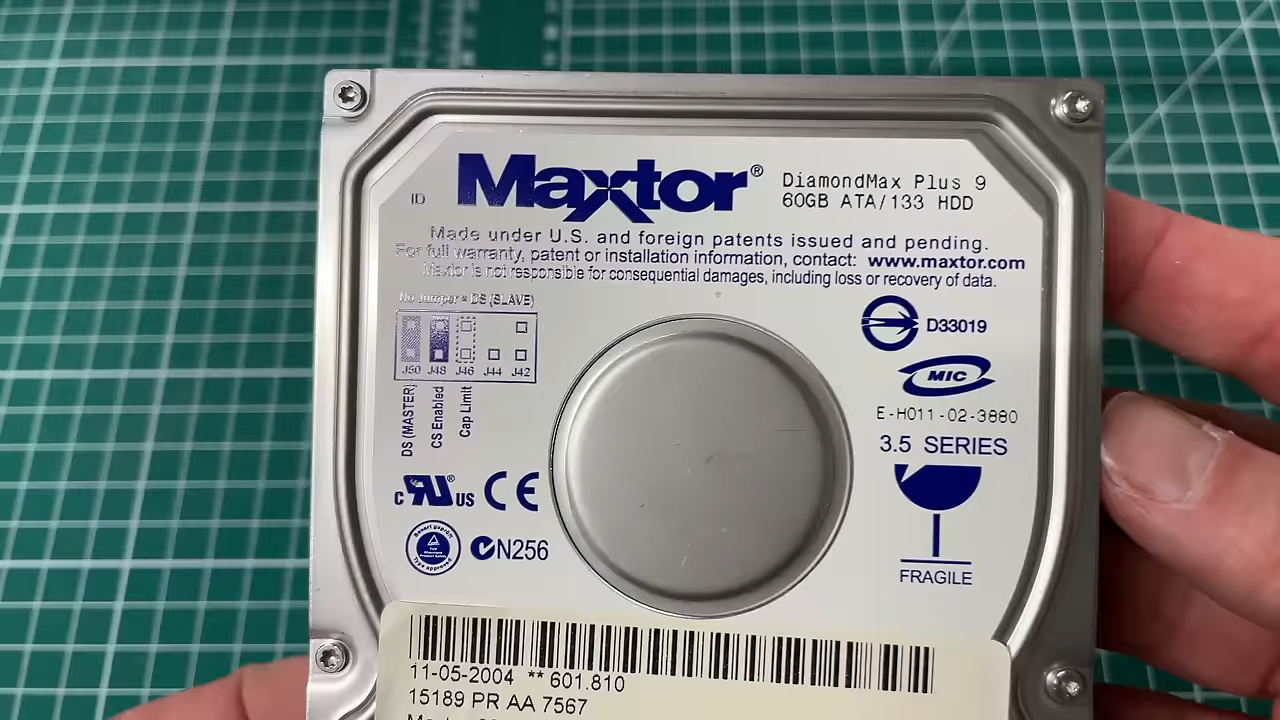 Maxtor®
DiamondMax Plus 9
60GB ATA/133 HDD
ID
Made under U.S. and foreign patents issued and pending.
For full warranty, patent or installation information, contact: www.maxtor.com
Maxtor is not responsible for consequential damages, including loss or recovery of data.
No Jumper = DS (SLAVE)
J50 J48 J46 J44 J42
DS (MASTER)
CS Enabled
Cap Limit
D33019
MIC
E-H011-02-3880
3.5 SERIES
c RU® US CE
N256
FRAGILE
11-05-2004 ** 601.810
15189 PR AA 7567